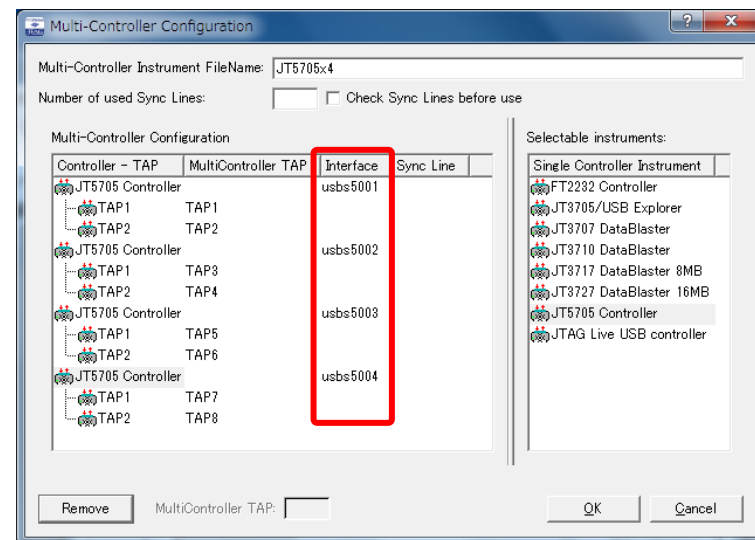 Multi-Controller Configuration
Multi-Controller Instrument FileName: JT5705x4
Number of used Sync Lines: Check Sync Lines before use
Multi-Controller Configuration
Controller - TAP MultiController TAP Interface Sync Line
JT5705 Controller usbs5001
TAP1 TAP1
TAP2 TAP2
JT5705 Controller usbs5002
TAP1 TAP3
TAP2 TAP4
JT5705 Controller usbs5003
TAP1 TAP5
TAP2 TAP6
JT5705 Controller usbs5004
TAP1 TAP7
TAP2 TAP8
Selectable instruments:
Single Controller Instrument
FT2232 Controller
JT3705/USB Explorer
JT3707 DataBlaster
JT3710 DataBlaster
JT3717 DataBlaster 8MB
JT3727 DataBlaster 16MB
JT5705 Controller
JTAG Live USB controller
Remove MultiController TAP: OK Cancel